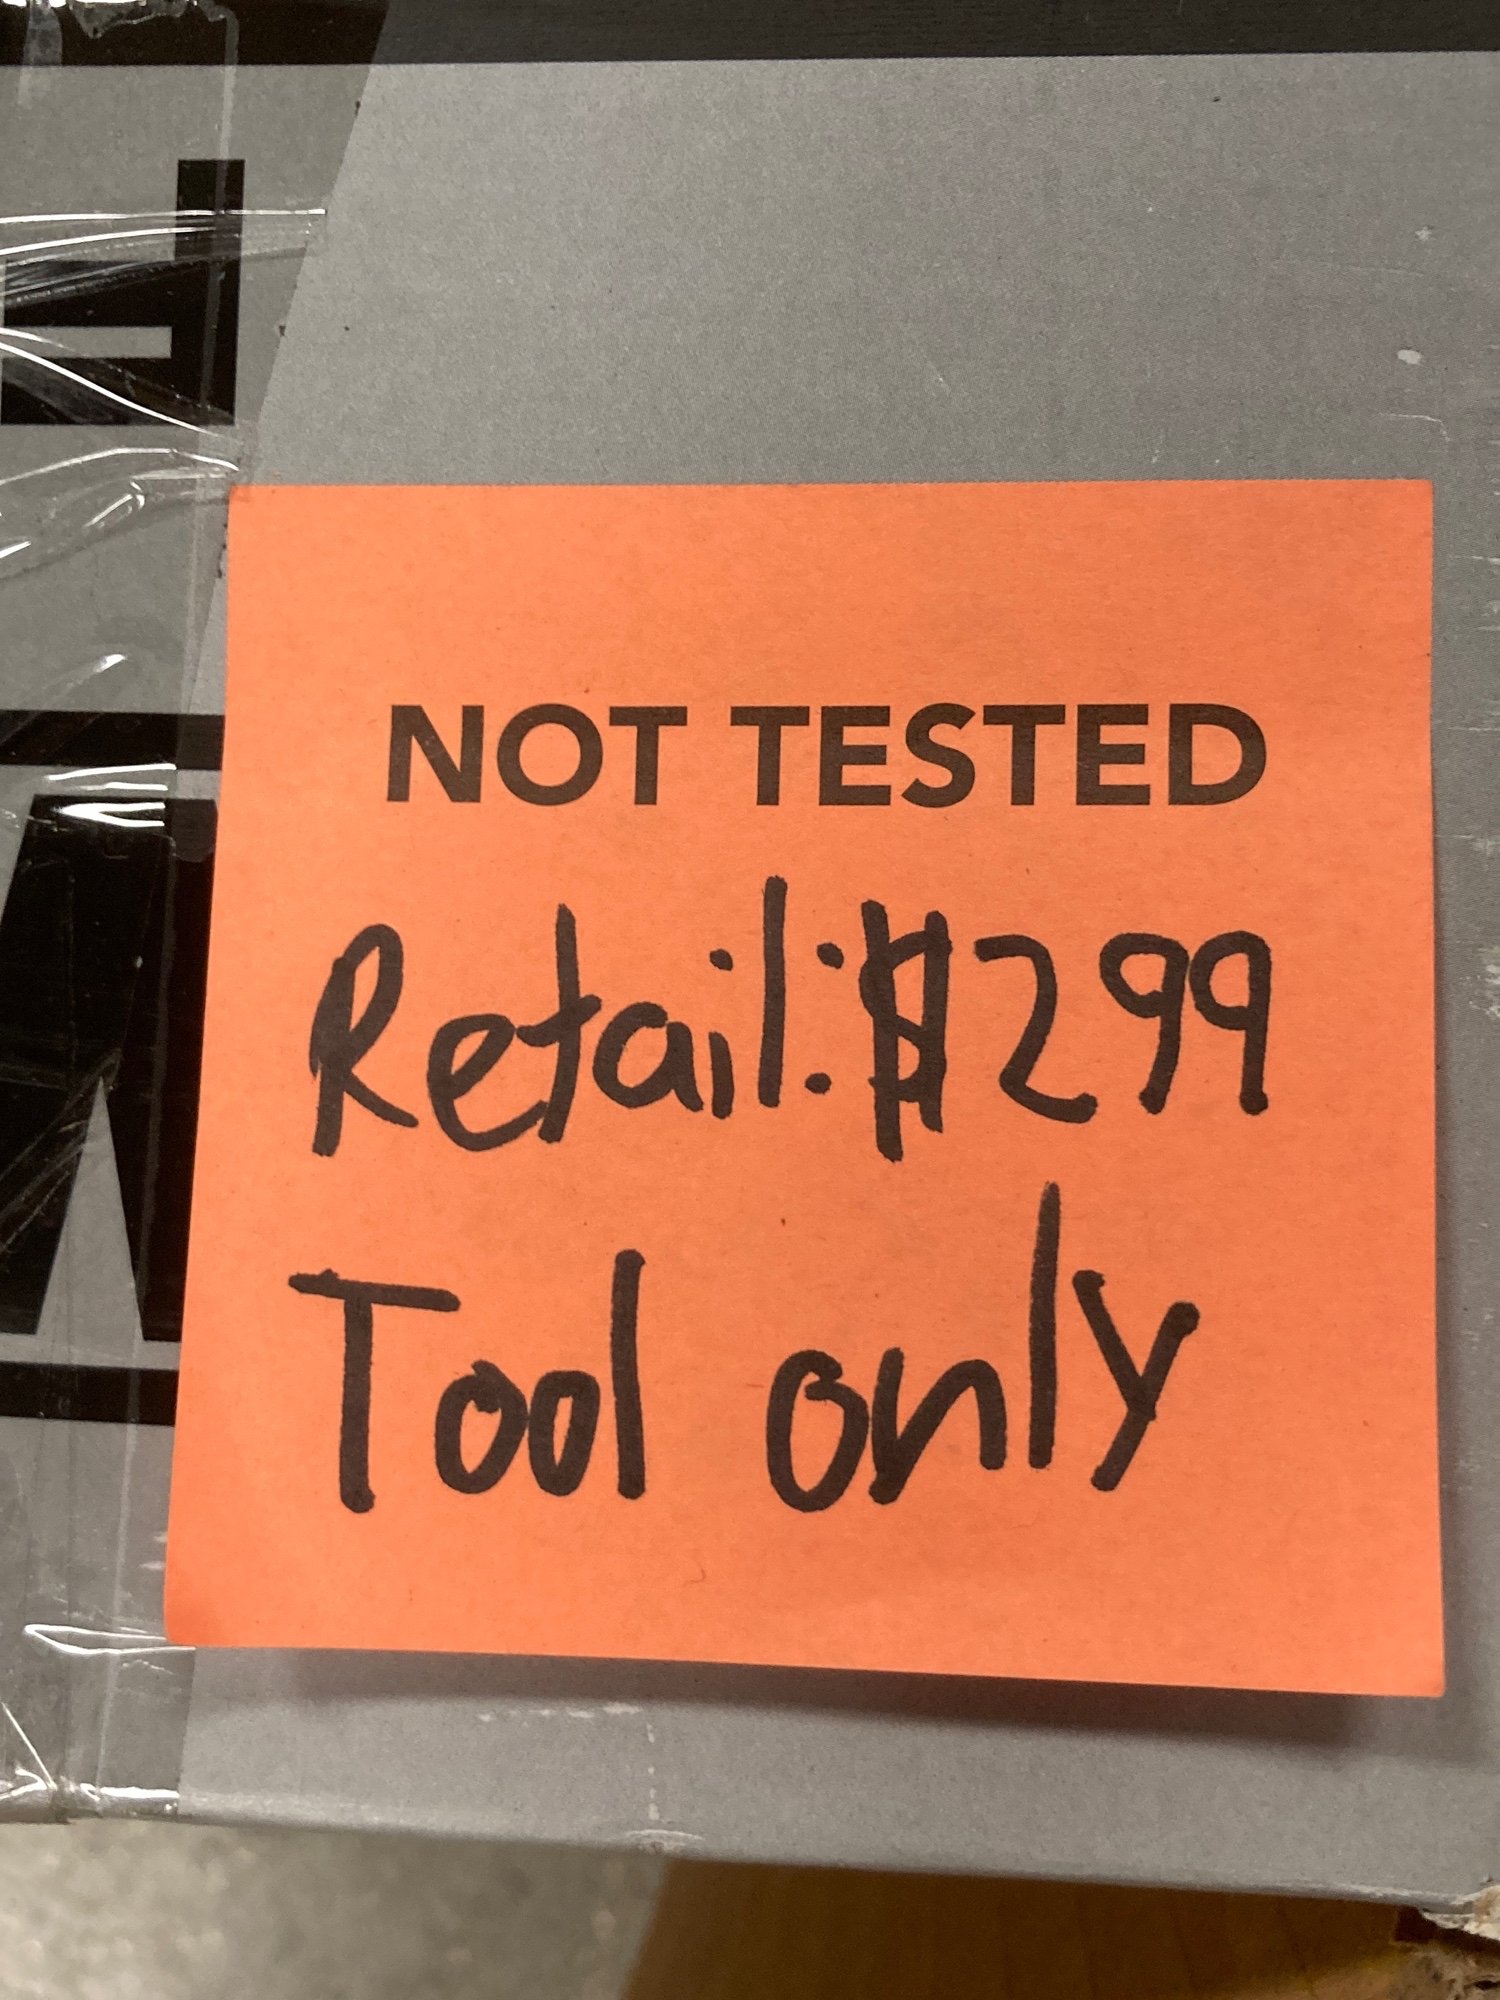 NOT TESTED
Retail: $299
Tool only